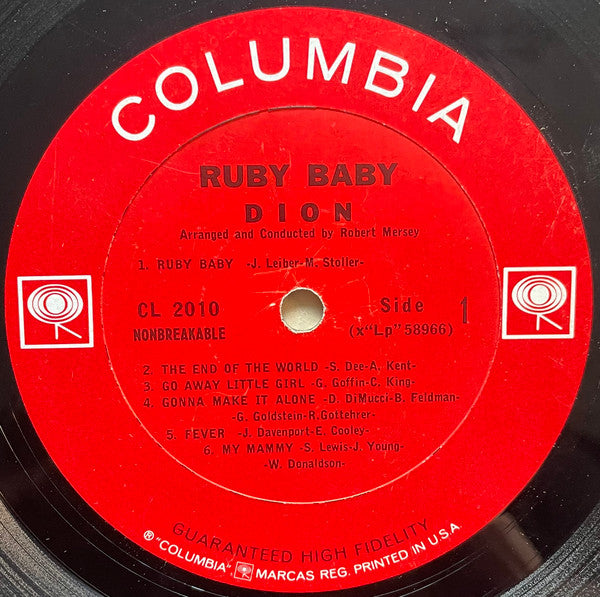 COLUMBIA
RUBY BABY
DION
Arranged and Conducted by Robert Mersey
1. RUBY BABY -J. Leiber-M. Stoller-
CL 2010
NONBREAKABLE
Side 1
(x"Lp" 58966)
2. THE END OF THE WORLD -S. Dee-A. Kent-
3. GO AWAY LITTLE GIRL -G. Goffin-C. King-
4. GONNA MAKE IT ALONE -D. DiMucci-B. Feldman-
-G. Goldstein-R.Gottehrer-
5. FEVER -J. Davenport-E. Cooley-
6. MY MAMMY -S. Lewis-J. Young-
-W. Donaldson-
GUARANTEED HIGH FIDELITY
® "COLUMBIA", MARCAS REG. PRINTED IN U.S.A.